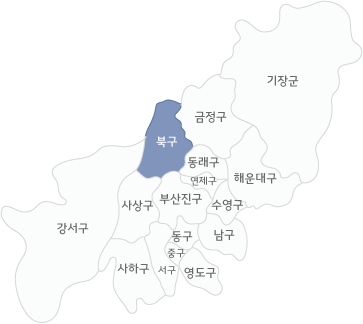 기장군
금정구
북구
동래구
연제구
해운대구
사상구
부산진구
수영구
강서구
동구
남구
중구
사하구
서구
영도구